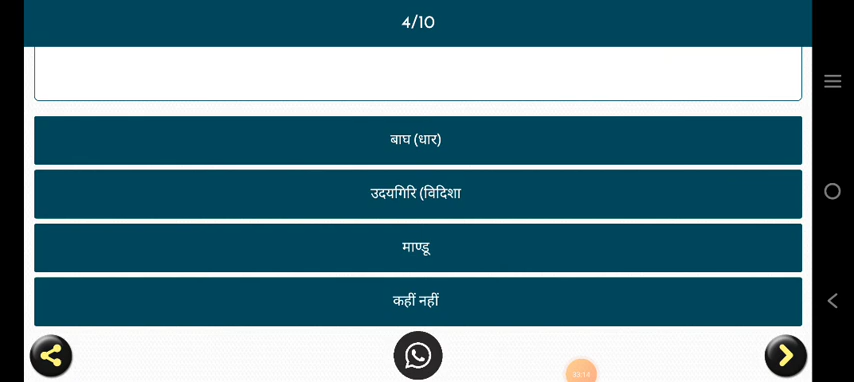 4/10
बाघ (धार)
उदयगिरि (विदिशा
माण्डू
कहीं नहीं